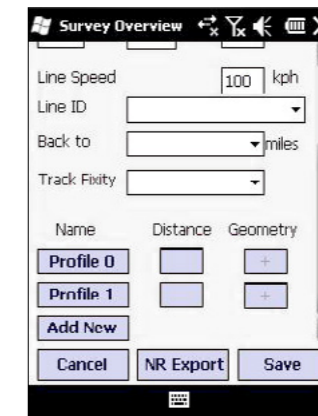 Survey Overview
Line Speed 100 kph
Line ID
Back to miles
Track Fixity
Name Distance Geometry
Profile 0 +
Profile 1 +
Add New
Cancel NR Export Save